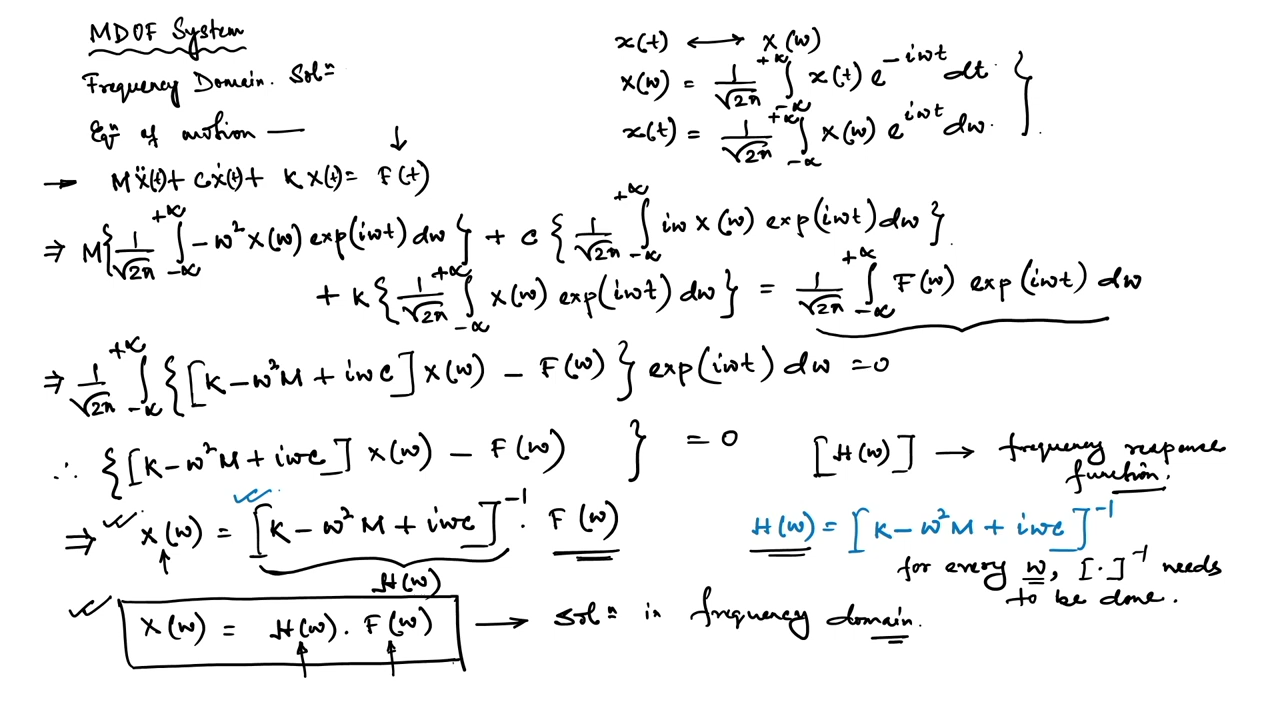 MDOF System
Frequency Domain. Solⁿ
Eqⁿ of motion —
→ MẌ(t) + CẊ(t) + K X(t) = F(t)
x(t) ⟷ X(ω)
X(ω) = 1/√2π ∫_{-∞}^{+∞} x(t) e^{-iωt} dt.
x(t) = 1/√2π ∫_{-∞}^{+∞} X(ω) e^{iωt} dω.
⇒ M{1/√2π ∫_{-∞}^{+∞} -ω² X(ω) exp(iωt) dω} + C {1/√2π ∫_{-∞}^{+∞} iω X(ω) exp(iωt) dω}
+ K{1/√2π ∫_{-∞}^{+∞} X(ω) exp(iωt) dω} = 1/√2π ∫_{-∞}^{+∞} F(ω) exp(iωt) dω
⇒ 1/√2π ∫_{-∞}^{+∞} {[K-ω²M + iωC] X(ω) - F(ω)} exp(iωt) dω = 0
∴ {[K-ω²M + iωC] X(ω) - F(ω)} = 0
[H(ω)] → frequency response
function.
⇒ X(ω) = [K - ω²M + iωC]⁻¹ . F(ω)
H(ω)
H(ω) = [K-ω²M + iωC]⁻¹
for every ω, [·]⁻¹ needs
to be done.
X(ω) = H(ω) . F(ω) → Solⁿ in frequency domain.